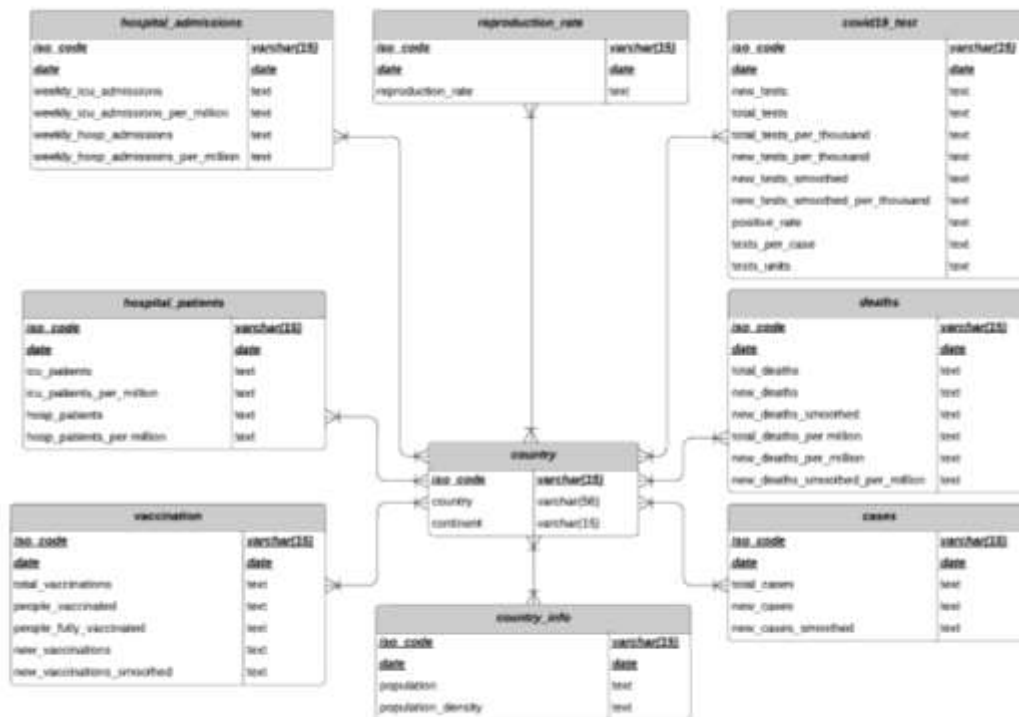 hospital_admissions
iso_code varchar(15)
date date
weekly_icu_admissions text
weekly_icu_admissions_per_million text
weekly_hosp_admissions text
weekly_hosp_admissions_per_million text
reproduction_rate
iso_code varchar(15)
date date
reproduction_rate text
covid19_test
iso_code varchar(15)
date date
new_tests text
total_tests text
total_tests_per_thousand text
new_tests_per_thousand text
new_tests_smoothed text
new_tests_smoothed_per_thousand text
positive_rate text
tests_per_case text
tests_units text
hospital_patients
iso_code varchar(15)
date date
icu_patients text
icu_patients_per_million text
hosp_patients text
hosp_patients_per million text
deaths
iso_code varchar(15)
date date
total_deaths text
new_deaths text
new_deaths_smoothed text
total_deaths_per million text
new_deaths_per_million text
new_deaths_smoothed_per_million text
country
iso_code varchar(15)
country varchar(56)
continent varchar(15)
vaccination
iso_code varchar(15)
date date
total_vaccinations text
people_vaccinated text
people_fully_vaccinated text
new_vaccinations text
new_vaccinations_smoothed text
cases
iso_code varchar(15)
date date
total_cases text
new_cases text
new_cases_smoothed text
country_info
iso_code varchar(15)
date date
population text
population_density text